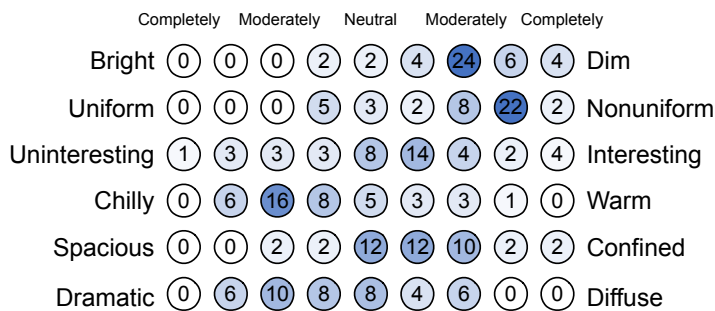 Completely Moderately Neutral Moderately Completely
Bright 0 0 0 2 2 4 24 6 4 Dim
Uniform 0 0 0 5 3 2 8 22 2 Nonuniform
Uninteresting 1 3 3 3 8 14 4 2 4 Interesting
Chilly 0 6 16 8 5 3 3 1 0 Warm
Spacious 0 0 2 2 12 12 10 2 2 Confined
Dramatic 0 6 10 8 8 4 6 0 0 Diffuse